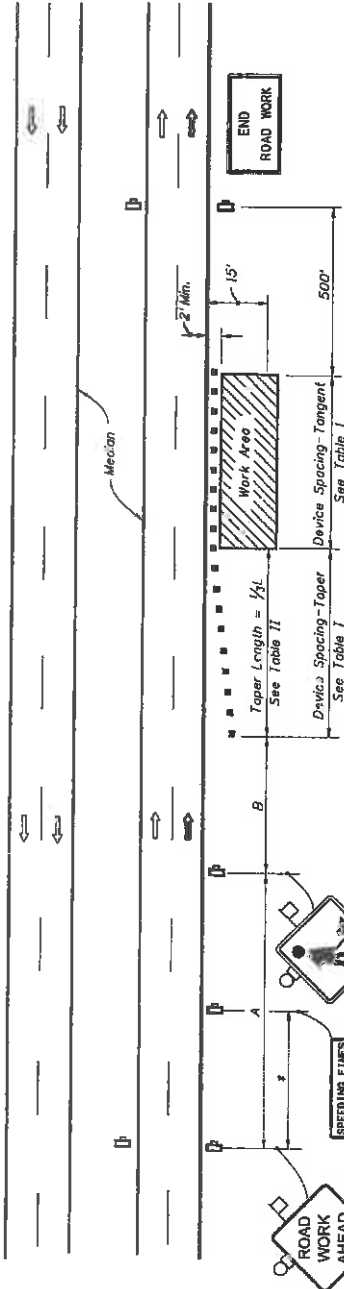 END
ROAD WORK
15'
2' Min.
500'
Median
Work Area
Device Spacing-Tangent
See Table I
Taper Length = 1/3L
See Table II
Device Spacing-Taper
See Table I
B
A
*
SPEEDING FINES
ROAD
WORK
AHEAD